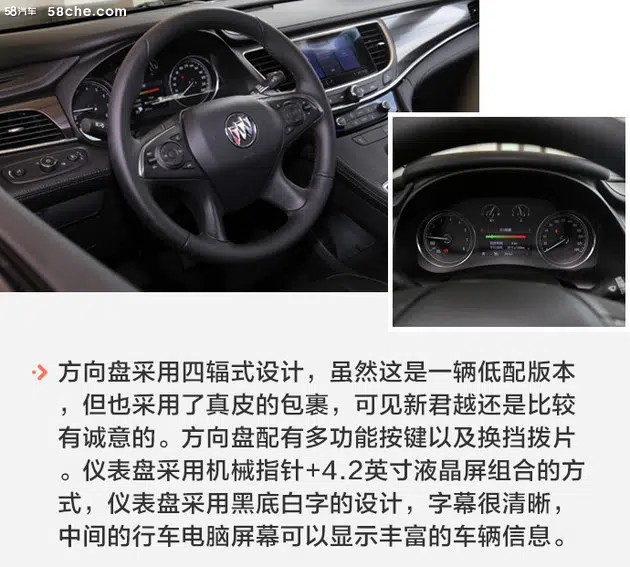 58汽车 58che.com
方向盘采用四辐式设计，虽然这是一辆低配版本
，但也采用了真皮的包裹，可见新君越还是比较
有诚意的。方向盘配有多功能按键以及换挡拨片
。仪表盘采用机械指针+4.2英寸液晶屏组合的方
式，仪表盘采用黑底白字的设计，字幕很清晰，
中间的行车电脑屏幕可以显示丰富的车辆信息。